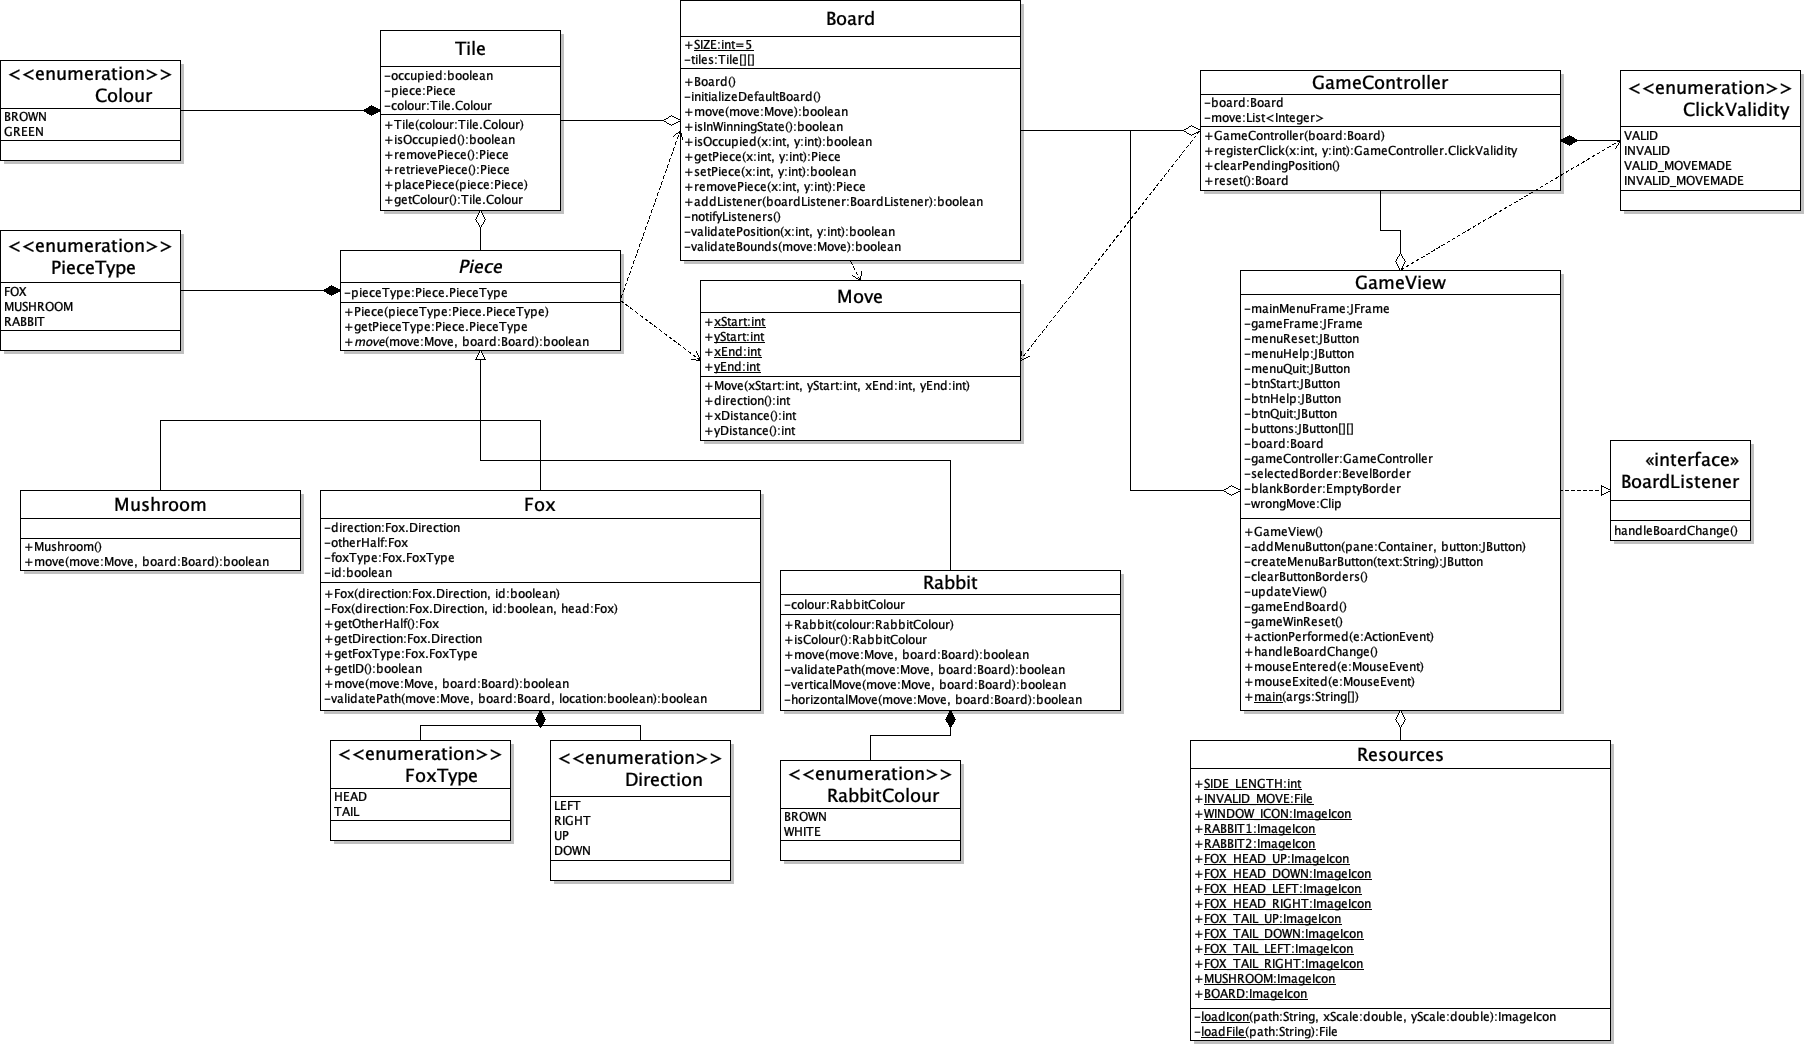 <<enumeration>>
Colour
BROWN
GREEN
Tile
-occupied:boolean
-piece:Piece
-colour:Tile.Colour
+Tile(colour:Tile.Colour)
+isOccupied():boolean
+removePiece():Piece
+retrievePiece():Piece
+placePiece(piece:Piece)
+getColour():Tile.Colour
Board
+SIZE:int=5
-tiles:Tile[][]
+Board()
-initializeDefaultBoard()
+move(move:Move):boolean
+isInWinningState():boolean
+isOccupied(x:int, y:int):boolean
+getPiece(x:int, y:int):Piece
+setPiece(x:int, y:int):boolean
+removePiece(x:int, y:int):Piece
+addListener(boardListener:BoardListener):boolean
-notifyListeners()
-validatePosition(x:int, y:int):boolean
-validateBounds(move:Move):boolean
GameController
-board:Board
-move:List<Integer>
+GameController(board:Board)
+registerClick(x:int, y:int):GameController.ClickValidity
+clearPendingPosition()
+reset():Board
<<enumeration>>
ClickValidity
VALID
INVALID
VALID_MOVEMADE
INVALID_MOVEMADE
<<enumeration>>
PieceType
FOX
MUSHROOM
RABBIT
Piece
-pieceType:Piece.PieceType
+Piece(pieceType:Piece.PieceType)
+getPieceType:Piece.PieceType
+move(move:Move, board:Board):boolean
Move
+xStart:int
+yStart:int
+xEnd:int
+yEnd:int
+Move(xStart:int, yStart:int, xEnd:int, yEnd:int)
+direction():int
+xDistance():int
+yDistance():int
GameView
-mainMenuFrame:JFrame
-gameFrame:JFrame
-menuReset:JButton
-menuHelp:JButton
-menuQuit:JButton
-btnStart:JButton
-btnHelp:JButton
-btnQuit:JButton
-buttons:JButton[][]
-board:Board
-gameController:GameController
-selectedBorder:BevelBorder
-blankBorder:EmptyBorder
-wrongMove:Clip
+GameView()
-addMenuButton(pane:Container, button:JButton)
-createMenuBarButton(text:String):JButton
-clearButtonBorders()
-updateView()
-gameEndBoard()
-gameWinReset()
+actionPerformed(e:ActionEvent)
+handleBoardChange()
+mouseEntered(e:MouseEvent)
+mouseExited(e:MouseEvent)
+main(args:String[])
«interface»
BoardListener
handleBoardChange()
Mushroom
+Mushroom()
+move(move:Move, board:Board):boolean
Fox
-direction:Fox.Direction
-otherHalf:Fox
-foxType:Fox.FoxType
-id:boolean
+Fox(direction:Fox.Direction, id:boolean)
-Fox(direction:Fox.Direction, id:boolean, head:Fox)
+getOtherHalf():Fox
+getDirection:Fox.Direction
+getFoxType:Fox.FoxType
+getID():boolean
+move(move:Move, board:Board):boolean
-validatePath(move:Move, board:Board, location:boolean):boolean
Rabbit
-colour:RabbitColour
+Rabbit(colour:RabbitColour)
+isColour():RabbitColour
+move(move:Move, board:Board):boolean
-validatePath(move:Move, board:Board):boolean
-verticalMove(move:Move, board:Board):boolean
-horizontalMove(move:Move, board:Board):boolean
<<enumeration>>
FoxType
HEAD
TAIL
<<enumeration>>
Direction
LEFT
RIGHT
UP
DOWN
<<enumeration>>
RabbitColour
BROWN
WHITE
Resources
+SIDE_LENGTH:int
+INVALID_MOVE:File
+WINDOW_ICON:ImageIcon
+RABBIT1:ImageIcon
+RABBIT2:ImageIcon
+FOX_HEAD_UP:ImageIcon
+FOX_HEAD_DOWN:ImageIcon
+FOX_HEAD_LEFT:ImageIcon
+FOX_HEAD_RIGHT:ImageIcon
+FOX_TAIL_UP:ImageIcon
+FOX_TAIL_DOWN:ImageIcon
+FOX_TAIL_LEFT:ImageIcon
+FOX_TAIL_RIGHT:ImageIcon
+MUSHROOM:ImageIcon
+BOARD:ImageIcon
-loadIcon(path:String, xScale:double, yScale:double):ImageIcon
-loadFile(path:String):File